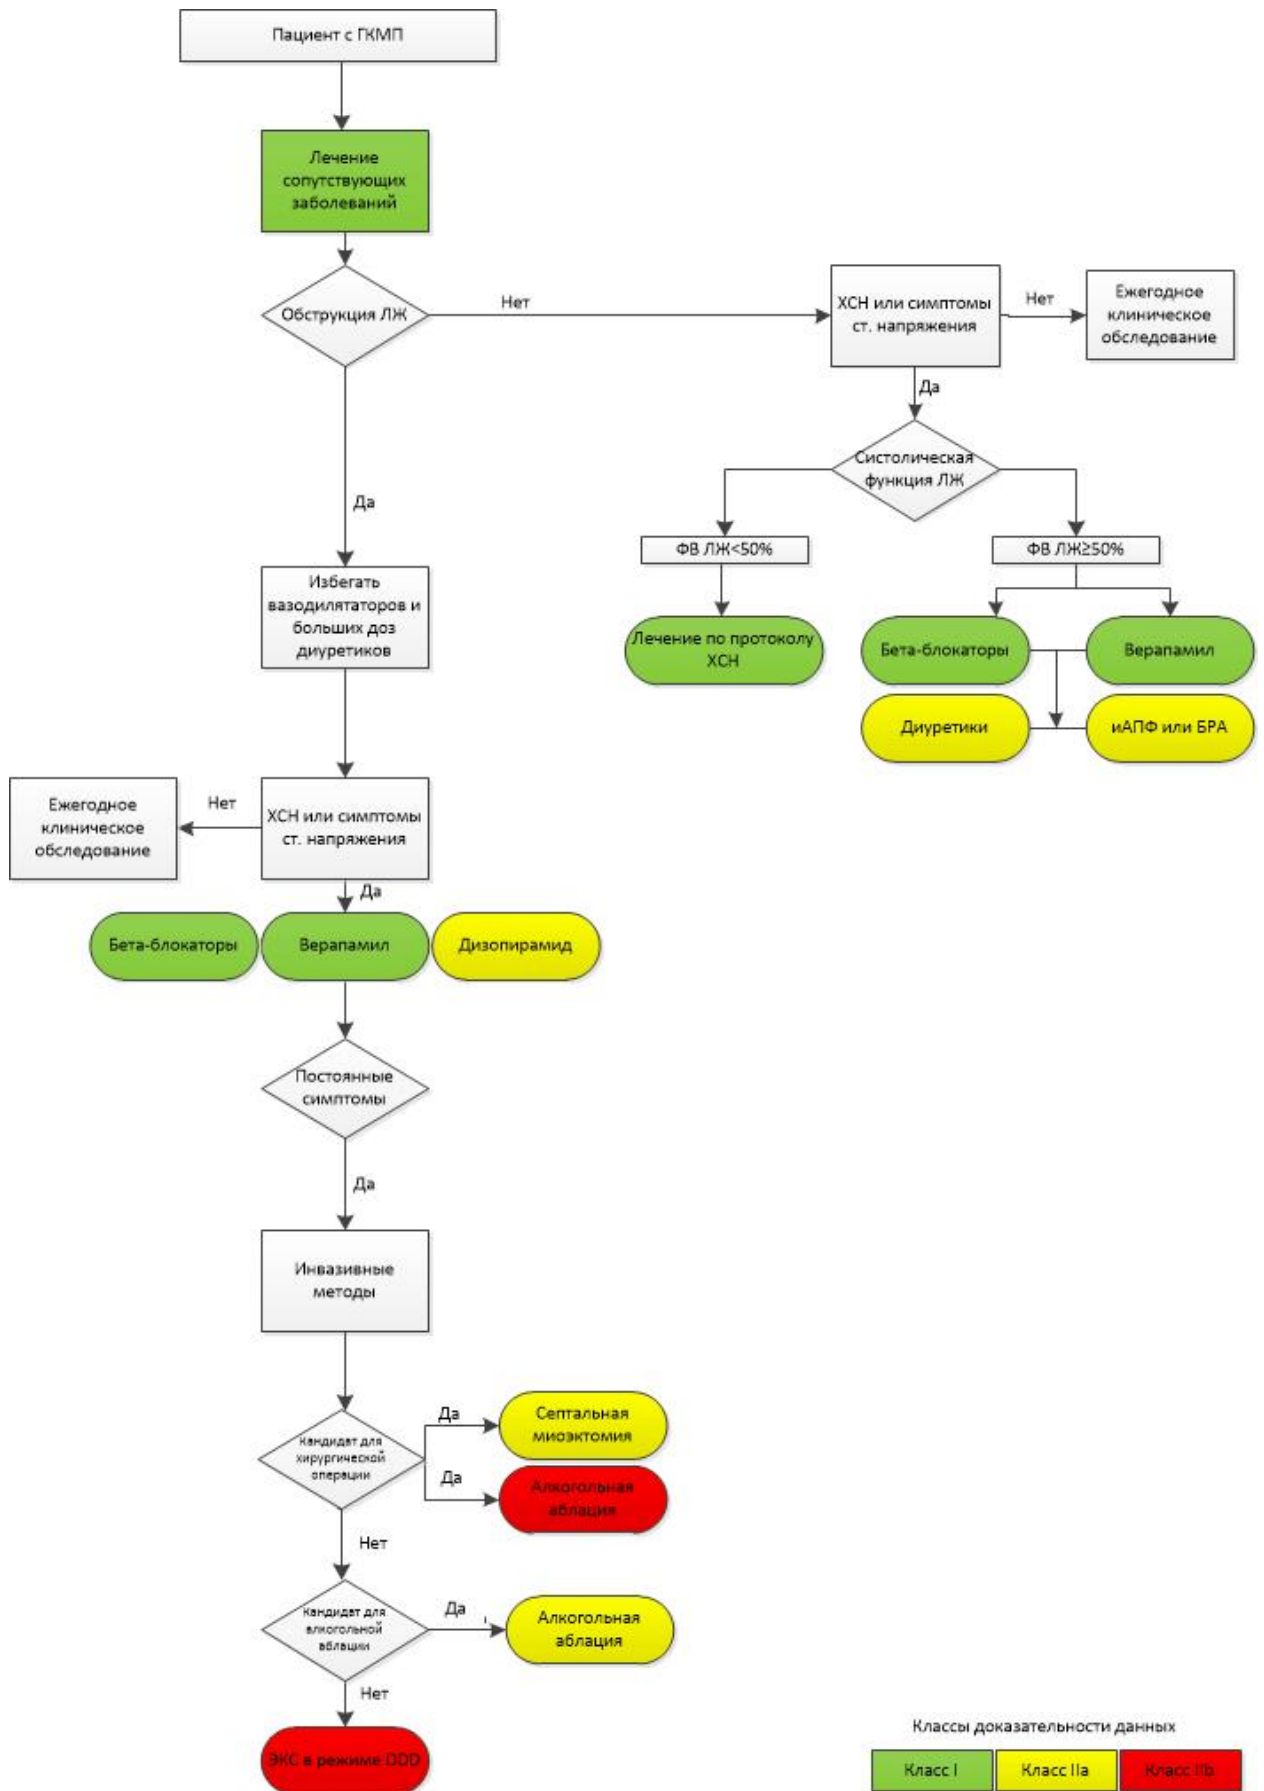 Пациент с ГКМП
Лечение
сопутствующих
заболеваний
Обструкция ЛЖ
Нет
ХСН или симптомы
ст. напряжения
Нет
Ежегодное
клиническое
обследование
Да
Систолическая
функция ЛЖ
ФВ ЛЖ<50%
ФВ ЛЖ≥50%
Лечение по протоколу
ХСН
Бета-блокаторы
Верапамил
Диуретики
иАПФ или БРА
Да
Избегать
вазодилятаторов и
больших доз
диуретиков
ХСН или симптомы
ст. напряжения
Нет
Ежегодное
клиническое
обследование
Да
Бета-блокаторы
Верапамил
Дизопирамид
Постоянные
симптомы
Да
Инвазивные
методы
Кандидат для
хирургической
операции
Да
Септальная
миоэктомия
Да
Алкогольная
аблация
Нет
Кандидат для
алкогольной
аблации
Да
Алкогольная
аблация
Нет
ЭКС в режиме DDD
Классы доказательности данных
Класс I
Класс IIa
Класс IIb